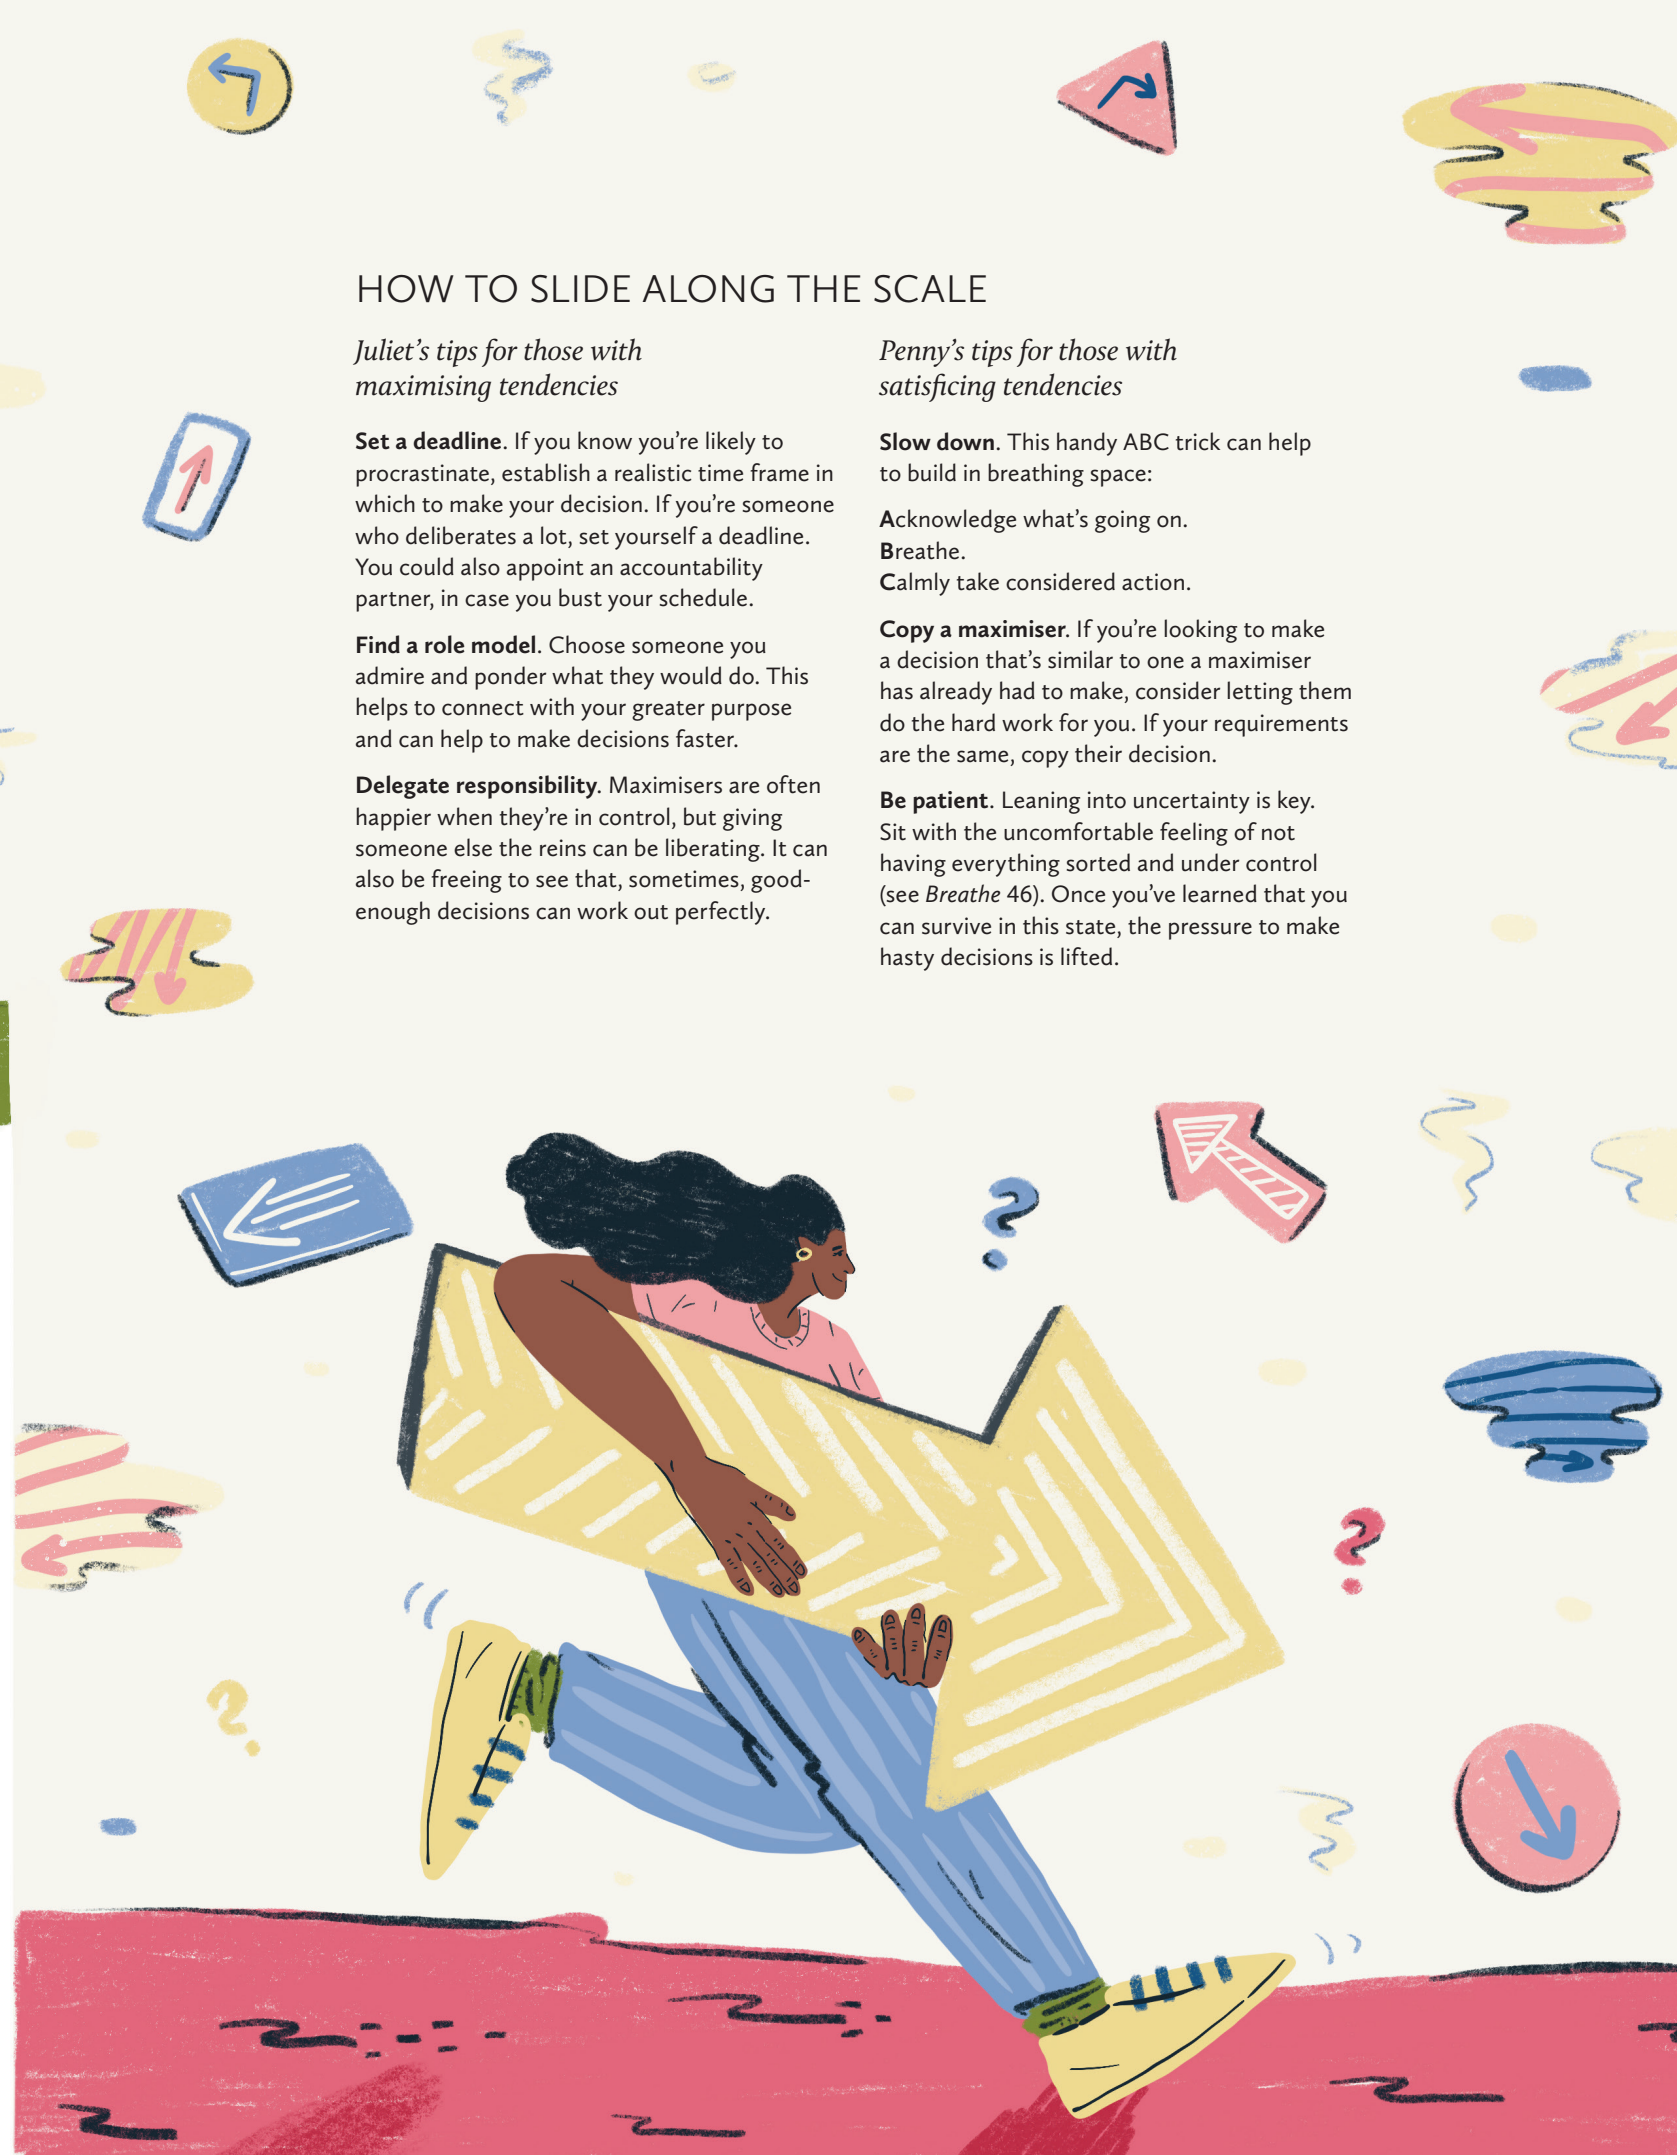 HOW TO SLIDE ALONG THE SCALE
Juliet’s tips for those with
maximising tendencies
Set a deadline. If you know you’re likely to
procrastinate, establish a realistic time frame in
which to make your decision. If you’re someone
who deliberates a lot, set yourself a deadline.
You could also appoint an accountability
partner, in case you bust your schedule.
Find a role model. Choose someone you
admire and ponder what they would do. This
helps to connect with your greater purpose
and can help to make decisions faster.
Delegate responsibility. Maximisers are often
happier when they’re in control, but giving
someone else the reins can be liberating. It can
also be freeing to see that, sometimes, good-
enough decisions can work out perfectly.
Penny’s tips for those with
satisficing tendencies
Slow down. This handy ABC trick can help
to build in breathing space:
Acknowledge what’s going on.
Breathe.
Calmly take considered action.
Copy a maximiser. If you’re looking to make
a decision that’s similar to one a maximiser
has already had to make, consider letting them
do the hard work for you. If your requirements
are the same, copy their decision.
Be patient. Leaning into uncertainty is key.
Sit with the uncomfortable feeling of not
having everything sorted and under control
(see Breathe 46). Once you’ve learned that you
can survive in this state, the pressure to make
hasty decisions is lifted.
?
?
?